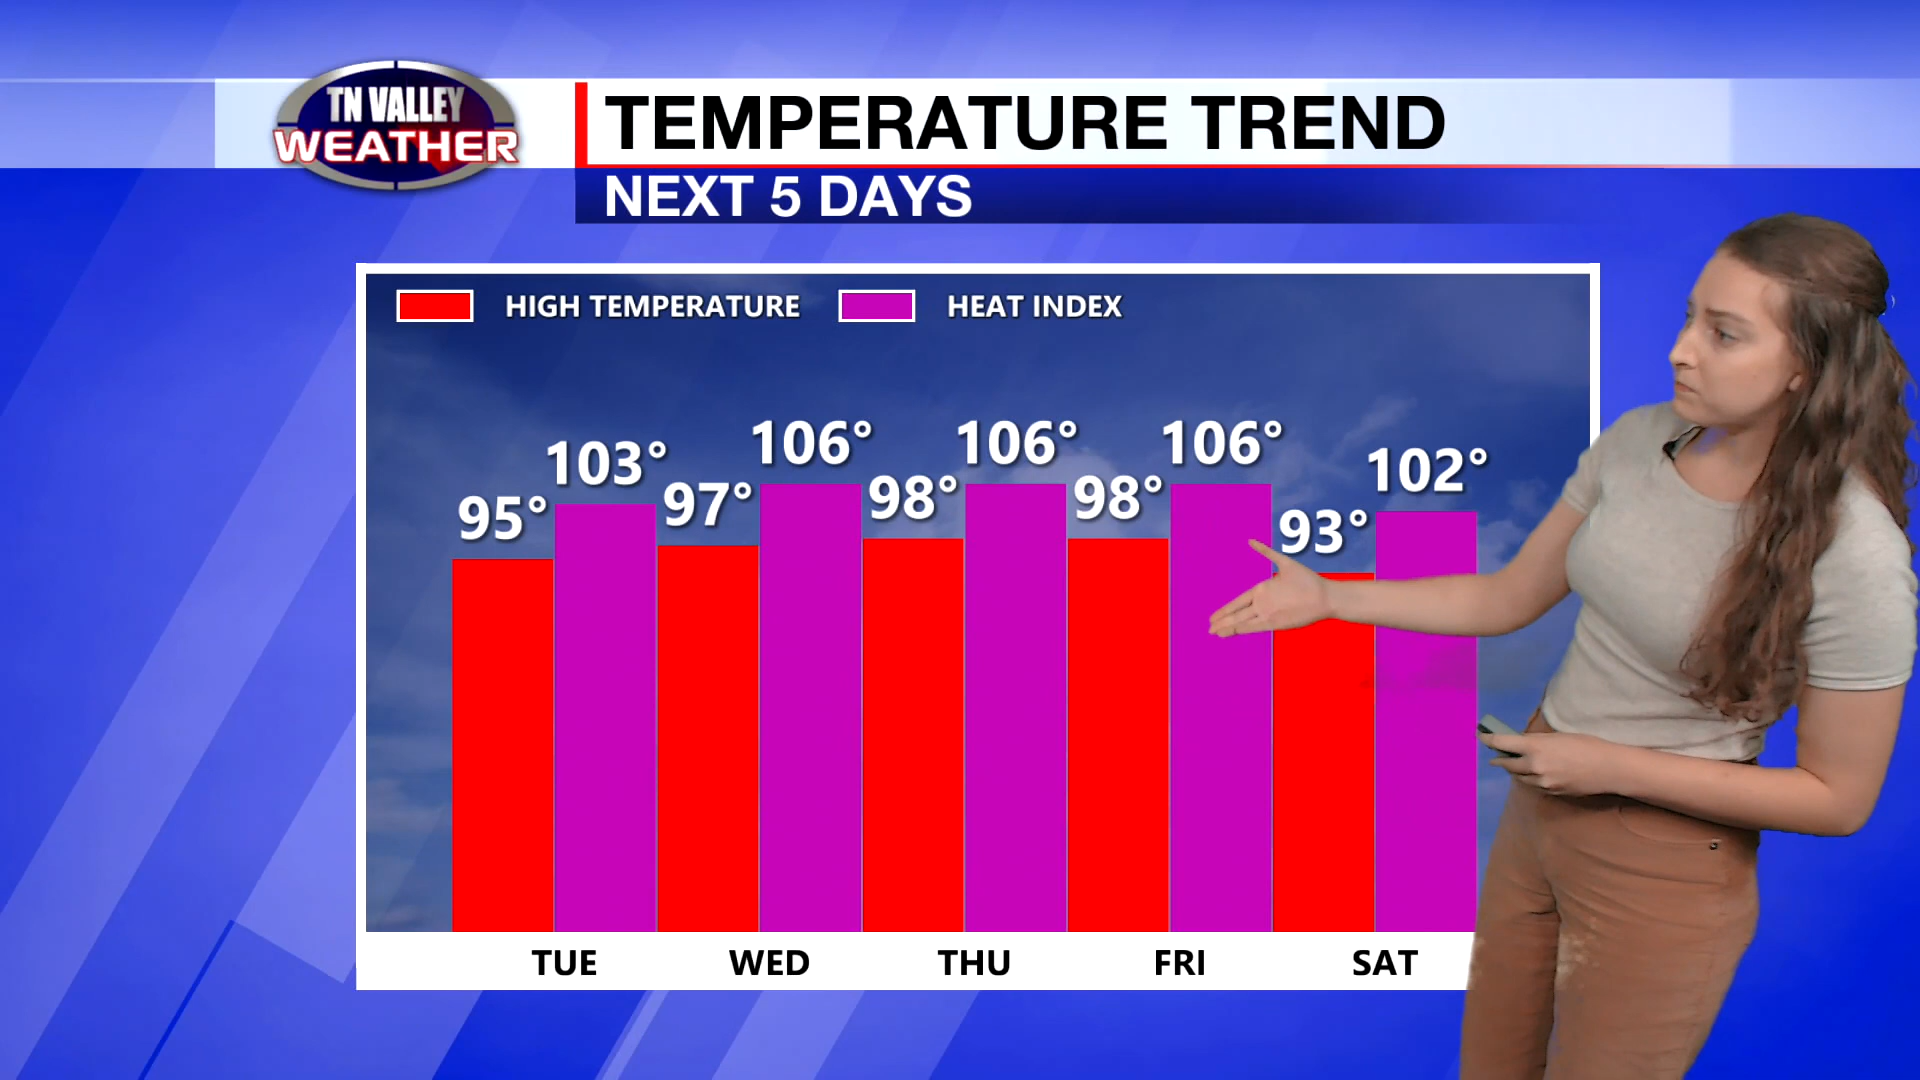 TN VALLEY
WEATHER
TEMPERATURE TREND
NEXT 5 DAYS
HIGH TEMPERATURE HEAT INDEX
95° 103° 97° 106° 98° 106° 98° 106° 93° 102°
TUE WED THU FRI SAT